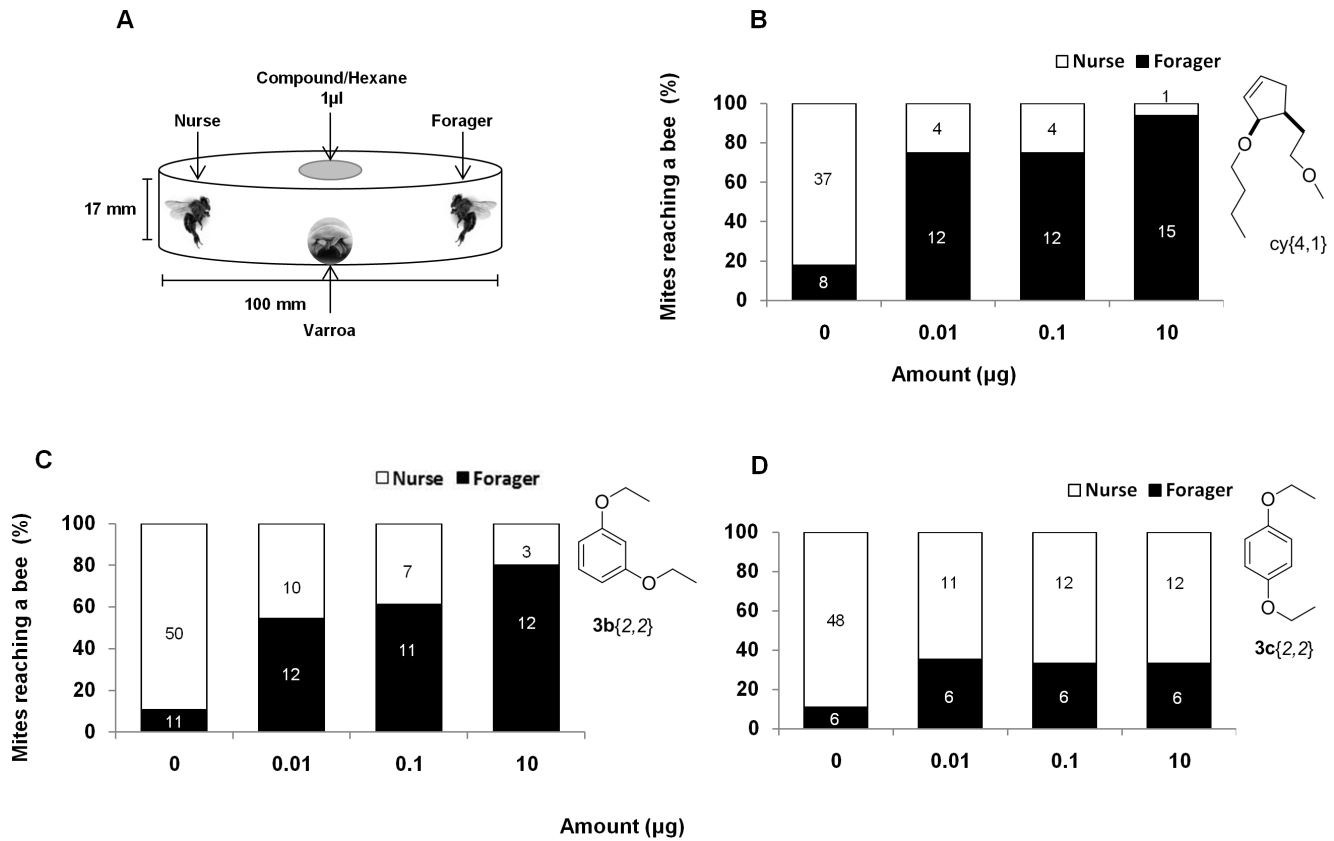 A
Compound/Hexane
1µl
Nurse
Forager
17 mm
100 mm
Varroa
B
Nurse Forager
Mites reaching a bee (%)
100
80
60
40
20
0
37
8
4
12
4
12
1
15
0 0.01 0.1 10
Amount (µg)
O
O
cy{4,1}
C
Nurse Forager
Mites reaching a bee (%)
100
80
60
40
20
0
50
11
10
12
7
11
3
12
0 0.01 0.1 10
O
O
3b{2,2}
D
Nurse Forager
100
80
60
40
20
0
48
6
11
6
12
6
12
6
0 0.01 0.1 10
O
O
3c{2,2}
Amount (µg)